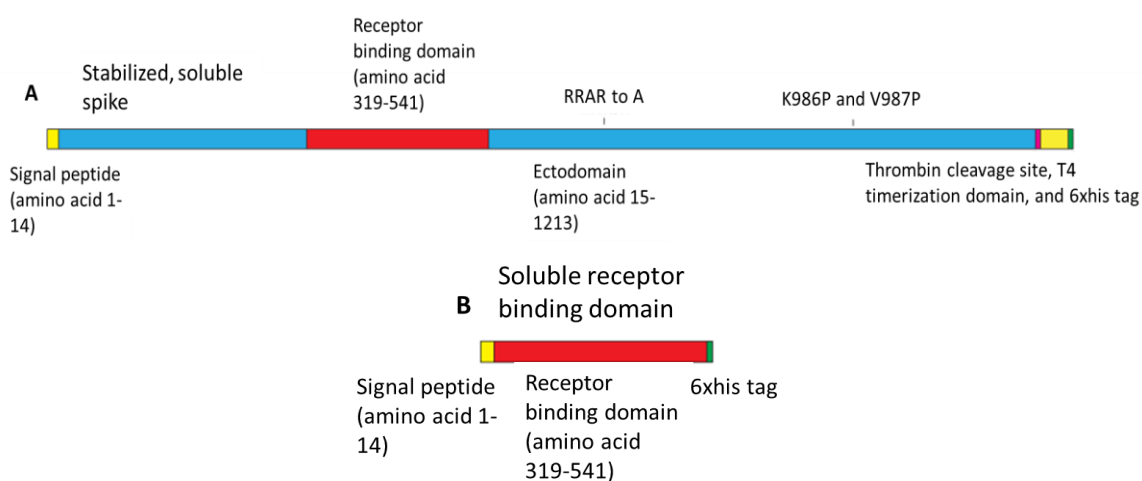 Receptor
binding domain
(amino acid
319-541)
Stabilized, soluble
spike
A
RRAR to A
K986P and V987P
Signal peptide
(amino acid 1-
14)
Ectodomain
(amino acid 15-
1213)
Thrombin cleavage site, T4
timerization domain, and 6xhis tag
Soluble receptor
binding domain
B
Signal peptide
(amino acid 1-
14)
Receptor
binding domain
(amino acid
319-541)
6xhis tag